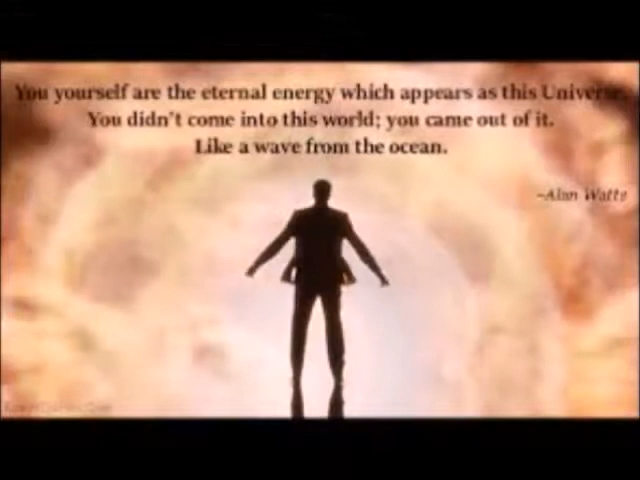 You yourself are the eternal energy which appears as this Universe.
You didn't come into this world; you came out of it.
Like a wave from the ocean.
~Alan Watts